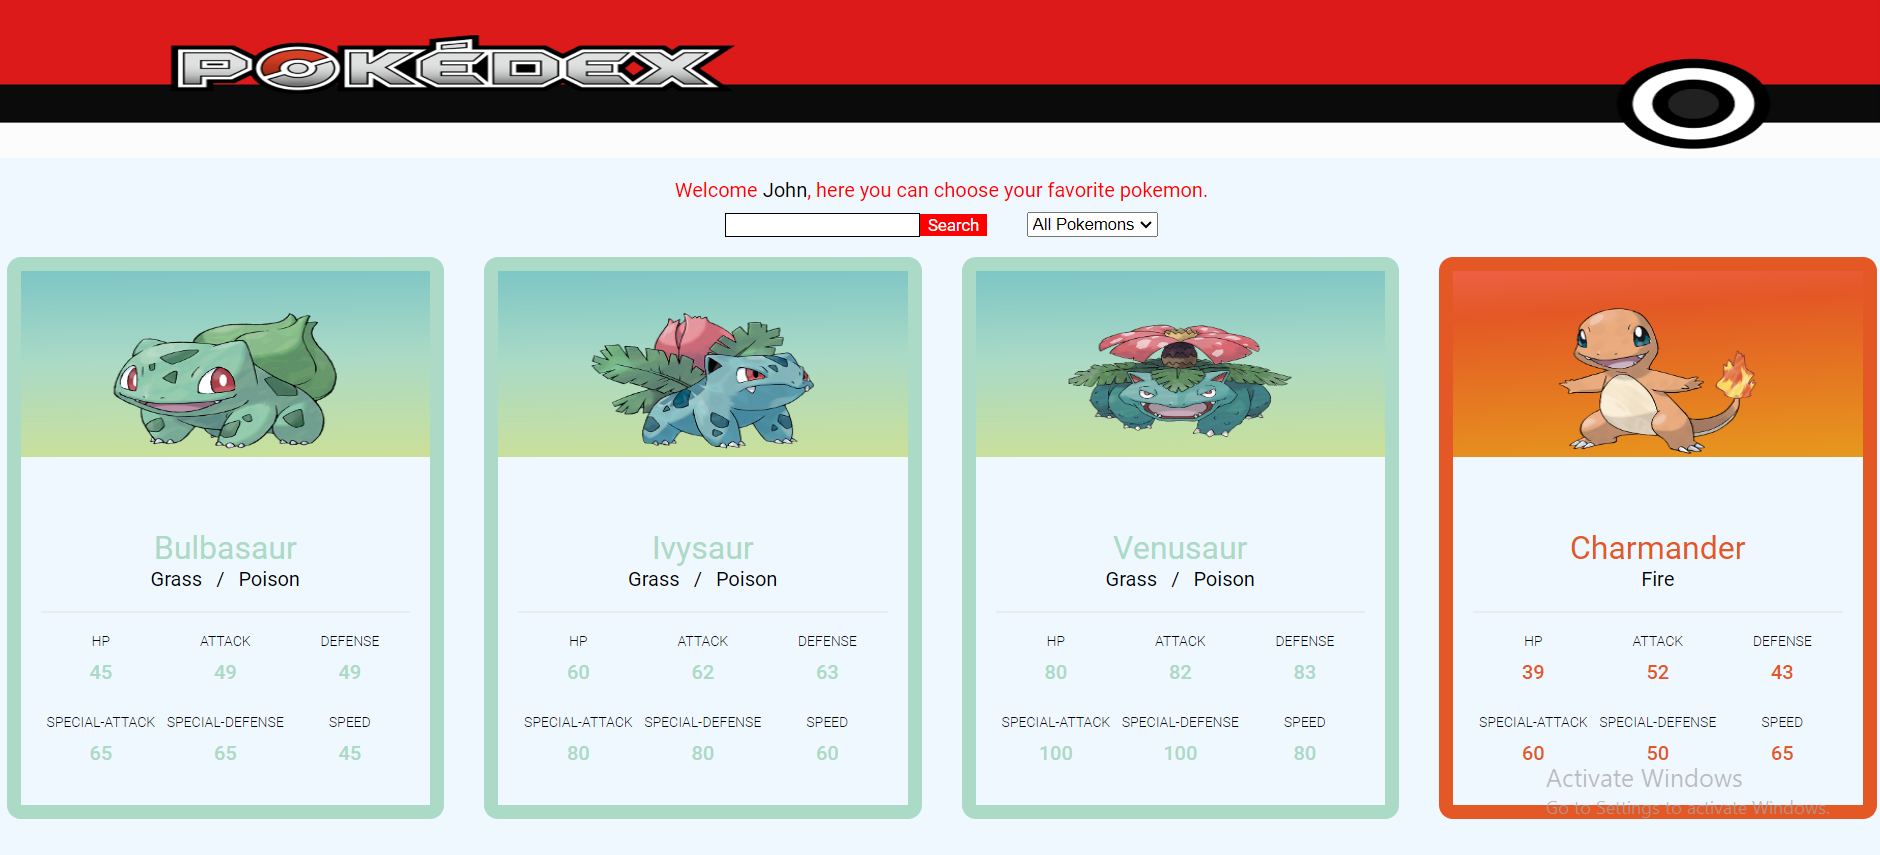 POKÉDEX
Welcome John, here you can choose your favorite pokemon.
Search All Pokemons
Bulbasaur
Grass / Poison
HP ATTACK DEFENSE
45 49 49
SPECIAL-ATTACK SPECIAL-DEFENSE SPEED
65 65 45
Ivysaur
Grass / Poison
HP ATTACK DEFENSE
60 62 63
SPECIAL-ATTACK SPECIAL-DEFENSE SPEED
80 80 60
Venusaur
Grass / Poison
HP ATTACK DEFENSE
80 82 83
SPECIAL-ATTACK SPECIAL-DEFENSE SPEED
100 100 80
Charmander
Fire
HP ATTACK DEFENSE
39 52 43
SPECIAL-ATTACK SPECIAL-DEFENSE SPEED
60 50 65
Activate Windows
Go to Settings to activate Windows.